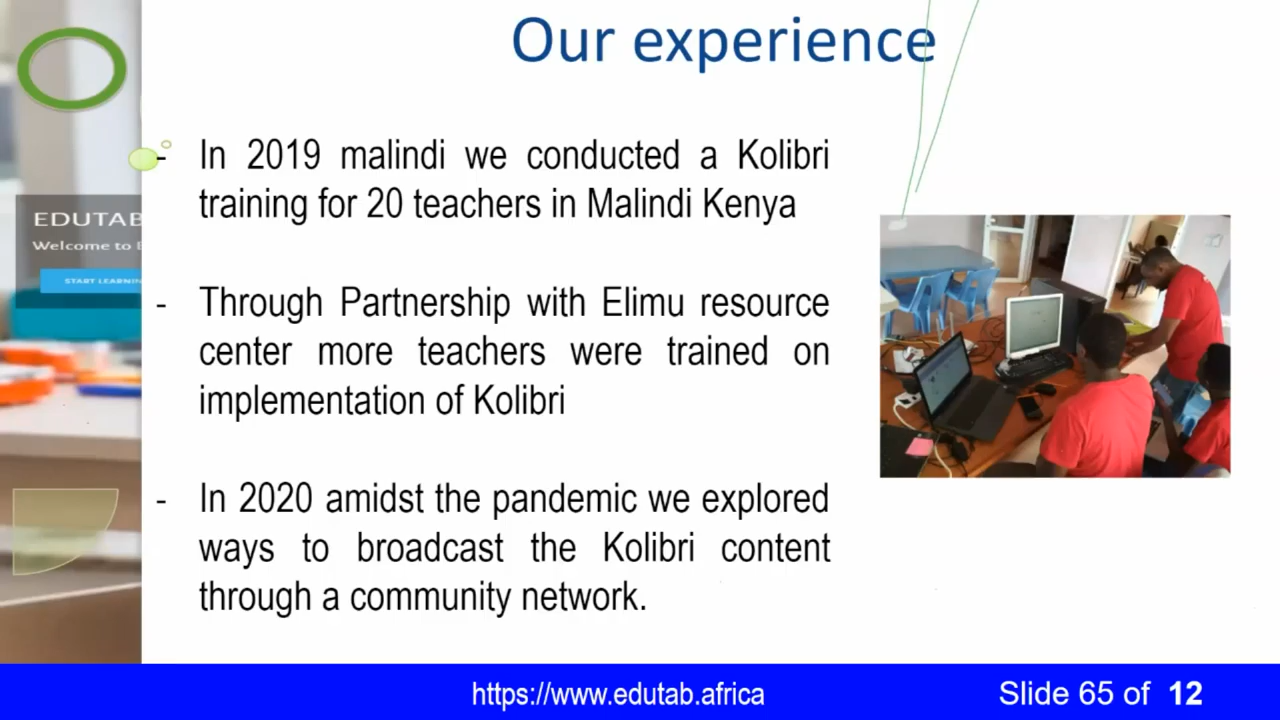 Our experience
- In 2019 malindi we conducted a Kolibri
training for 20 teachers in Malindi Kenya
- Through Partnership with Elimu resource
center more teachers were trained on
implementation of Kolibri
- In 2020 amidst the pandemic we explored
ways to broadcast the Kolibri content
through a community network.
EDUTAB
Welcome to
START LEARNIN
https://www.edutab.africa
Slide 65 of 12